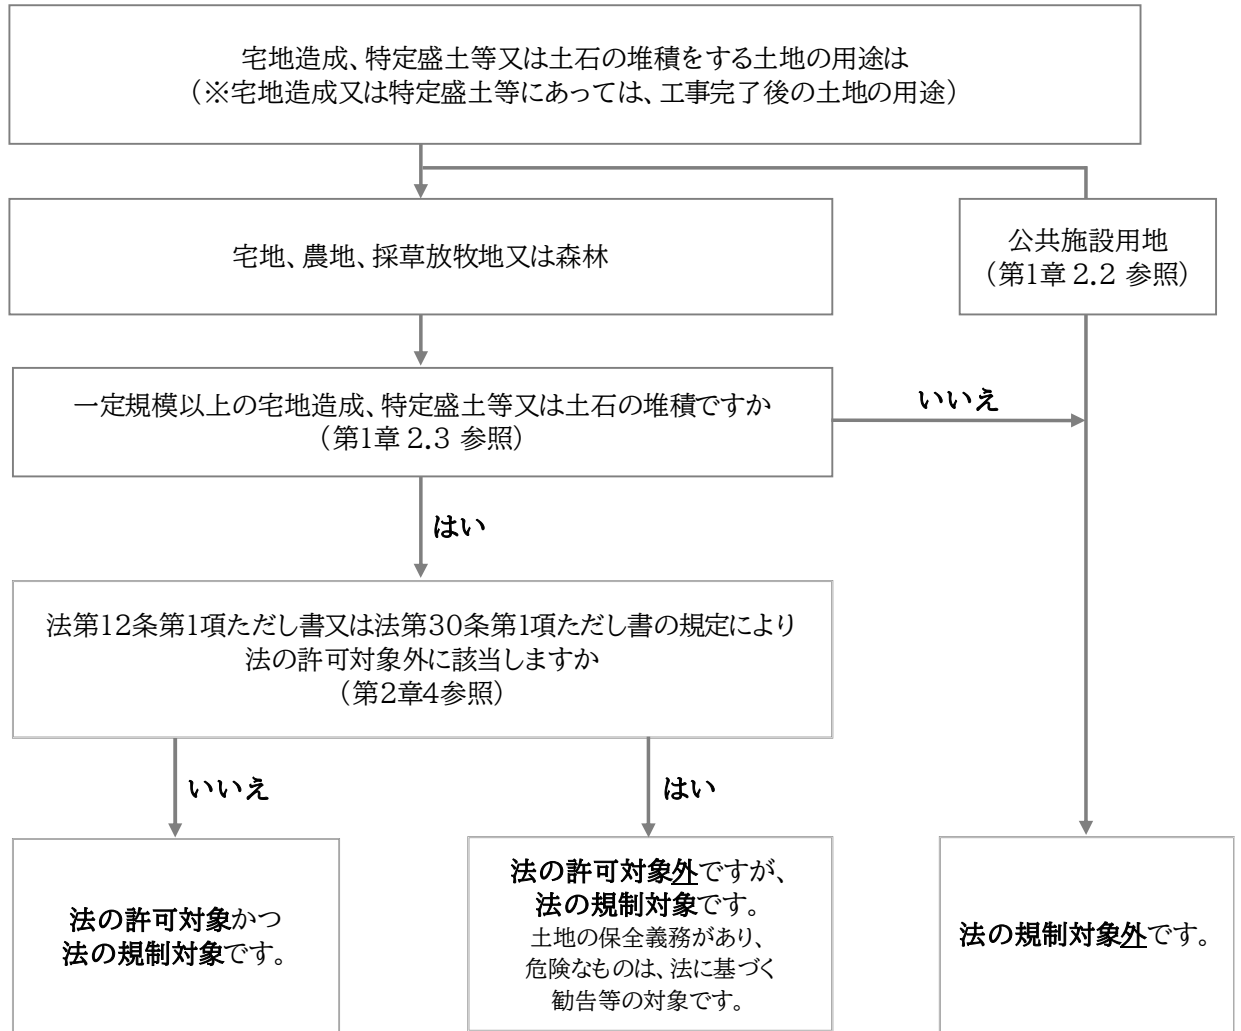 宅地造成、特定盛土等又は土石の堆積をする土地の用途は
（※宅地造成又は特定盛土等にあっては、工事完了後の土地の用途）
宅地、農地、採草放牧地又は森林
公共施設用地
（第1章 2.2 参照）
一定規模以上の宅地造成、特定盛土等又は土石の堆積ですか
（第1章 2.3 参照）
いいえ
はい
法第12条第1項ただし書又は法第30条第1項ただし書の規定により
法の許可対象外に該当しますか
（第2章4参照）
いいえ
はい
法の許可対象かつ
法の規制対象です。
法の許可対象外ですが、
法の規制対象です。
土地の保全義務があり、
危険なものは、法に基づく
勧告等の対象です。
法の規制対象外です。